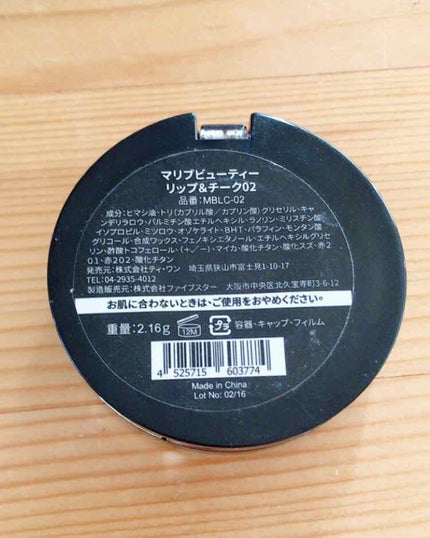 マリブビューティー
リップ&チーク02
品番:MBLC-02
成分:ヒマシ油・トリ(カプリル酸/カプリン酸)グリセリル・キャ
ンデリラロウ・パルミチン酸エチルヘキシル・ラノリン・ミリスチン酸
イソプロピル・ミツロウ・オゾケライト・BHT・パラフィン・モンタン酸
グリコール・合成ワックス・フェノキシエタノール・エチルヘキシルグリセ
リン・酢酸トコフェロール・(+/-)・マイカ・酸化チタン・酸化スズ・赤2
01・赤202・酸化チタン
発売元:株式会社ティ・ワン 埼玉県狭山市富士見1-10-17
TEL:04-2935-4012
製造販売元:株式会社ファイブスター 大阪市中央区北久宝寺町3-6-12
お肌に合わないときは、ご使用をおやめください。
重量:2.16g 12M プラ 容器、キャップ・フィルム
4 525715 603774
Made in China
Lot No: 02/16